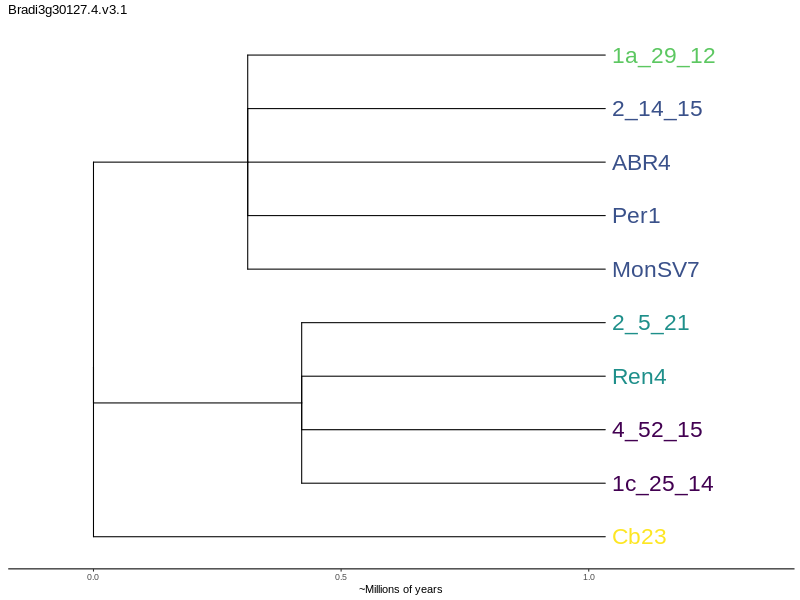 Bradi3g30127.4.v3.1
1a_29_12
2_14_15
ABR4
Per1
MonSV7
2_5_21
Ren4
4_52_15
1c_25_14
Cb23
0.0 0.5 1.0
~Millions of years